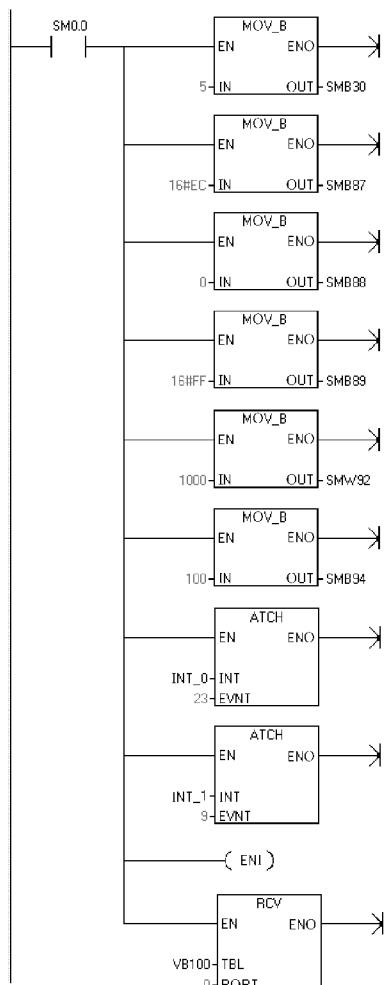 SM0.0
MOV_B
EN ENO
5 IN OUT SMB30
MOV_B
EN ENO
16#EC IN OUT SMB87
MOV_B
EN ENO
0 IN OUT SMB88
MOV_B
EN ENO
16#FF IN OUT SMB89
MOV_B
EN ENO
1000 IN OUT SMW92
MOV_B
EN ENO
100 IN OUT SMB94
ATCH
EN ENO
INT_0 INT
23 EVNT
ATCH
EN ENO
INT_1 INT
9 EVNT
( ENI )
RCV
EN ENO
VB100 TBL
0 PORT